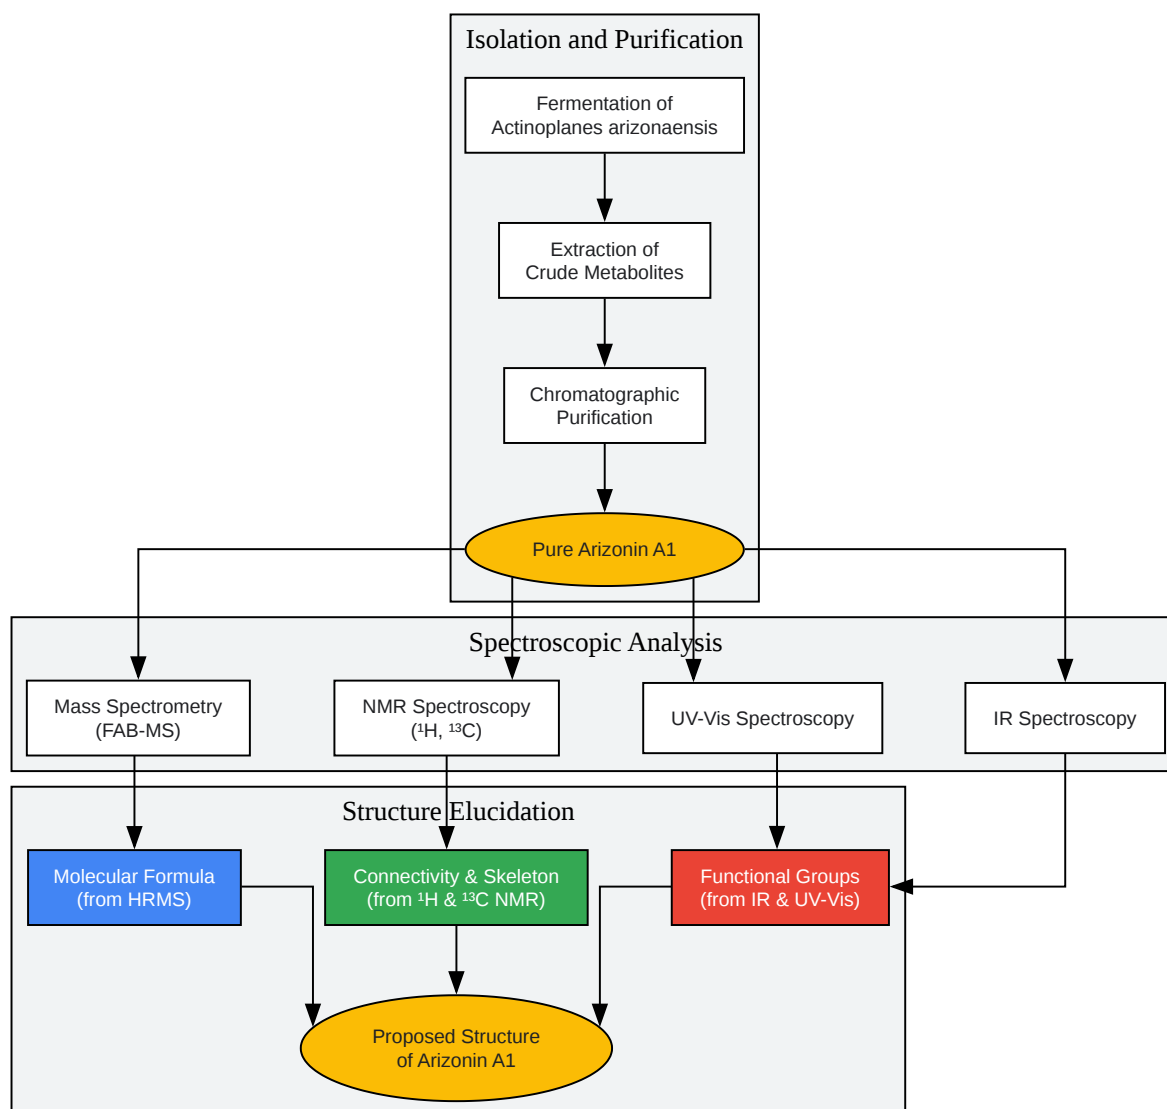 Isolation and Purification
Fermentation of
Actinoplanes arizonaensis
Extraction of
Crude Metabolites
Chromatographic
Purification
Pure Arizonin A1
Spectroscopic Analysis
Mass Spectrometry
(FAB-MS)
NMR Spectroscopy
(¹H, ¹³C)
UV-Vis Spectroscopy
IR Spectroscopy
Structure Elucidation
Molecular Formula
(from HRMS)
Connectivity & Skeleton
(from ¹H & ¹³C NMR)
Functional Groups
(from IR & UV-Vis)
Proposed Structure
of Arizonin A1